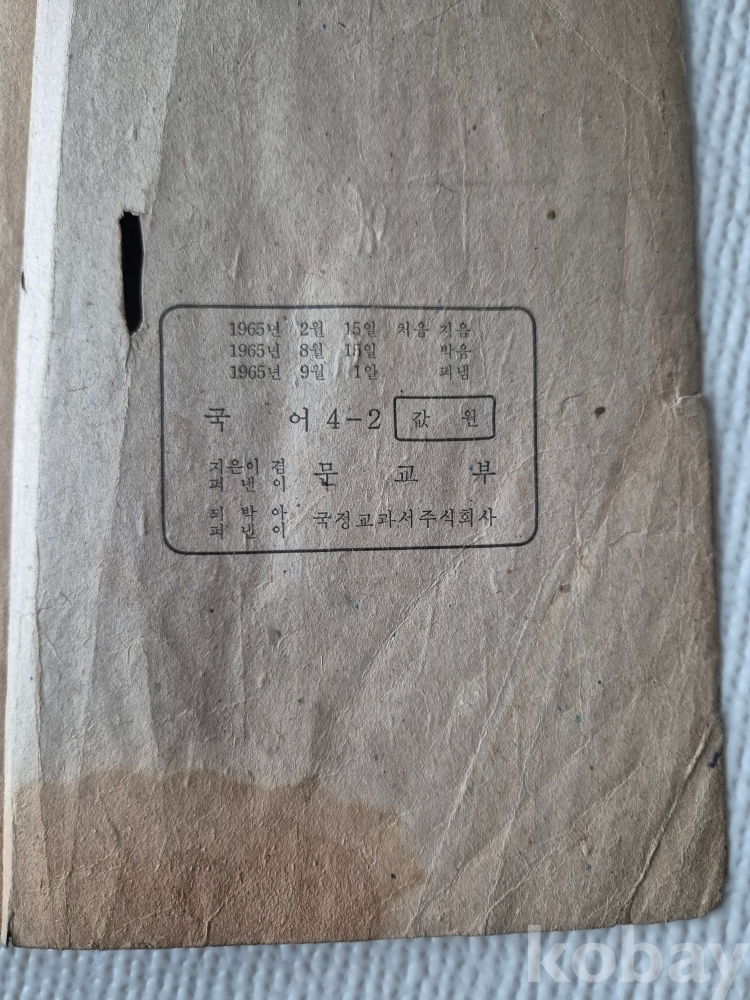 1965년 2월 15일 처음 지음
1965년 8월 15일 박음
1965년 9월 1일 펴냄
국 어 4-2 값 원
지은이 겸
펴 낸 이 문 교 부
되 박 아
펴 낸 이 국정교과서주식회사
kobay